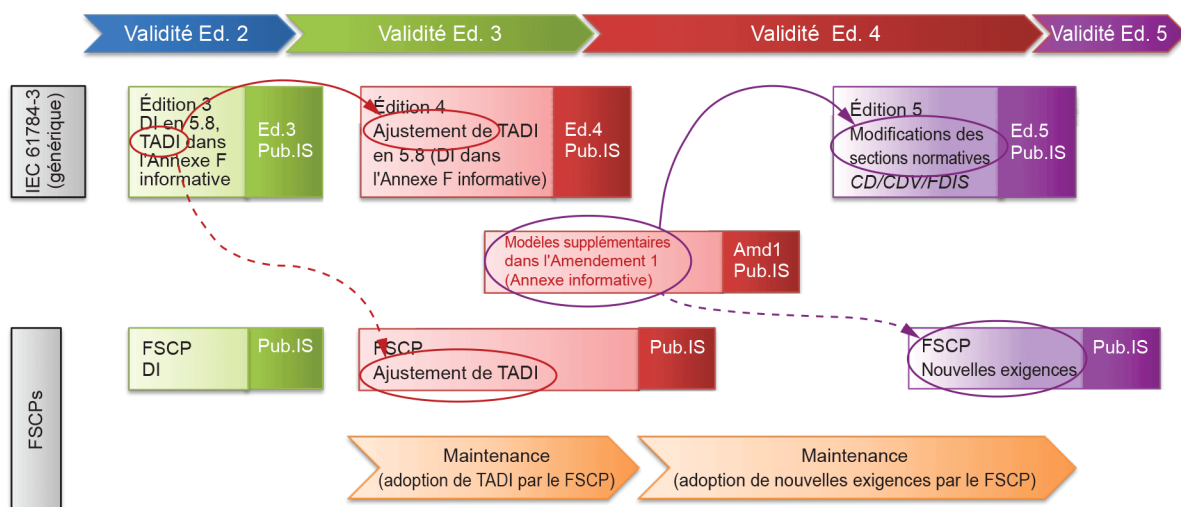 Validité Ed. 2
Validité Ed. 3
Validité Ed. 4
Validité Ed. 5
IEC 61784-3
(générique)
Édition 3
DI en 5.8,
TADI dans
l'Annexe F
informative
Ed.3
Pub.IS
Édition 4
Ajustement de TADI
en 5.8 (DI dans
l'Annexe F informative)
Ed.4
Pub.IS
Édition 5
Modifications des
sections normatives
CD/CDV/FDIS
Ed.5
Pub.IS
Modèles supplémentaires
dans l'Amendement 1
(Annexe informative)
Amd1
Pub.IS
FSCPs
FSCP
DI
Pub.IS
FSCP
Ajustement de TADI
Pub.IS
FSCP
Nouvelles exigences
Pub.IS
Maintenance
(adoption de TADI par le FSCP)
Maintenance
(adoption de nouvelles exigences par le FSCP)